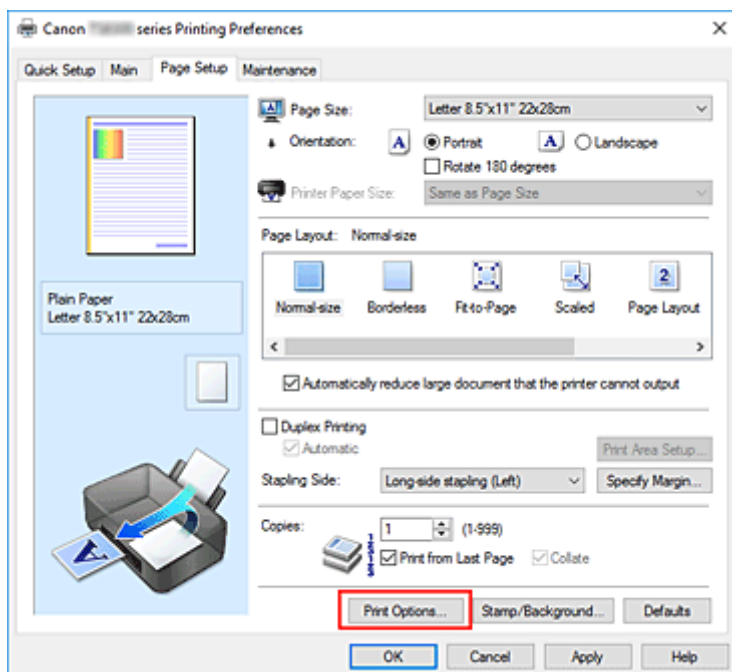 Canon series Printing Preferences
Quick Setup Main Page Setup Maintenance
Page Size: Letter 8.5"x11" 22x28cm
Orientation: A Portrait A Landscape
Rotate 180 degrees
Printer Paper Size: Same as Page Size
Page Layout: Normal-size
2
Normal-size Borderless Fit-to-Page Scaled Page Layout
Plain Paper
Letter 8.5"x11" 22x28cm
Automatically reduce large document that the printer cannot output
Duplex Printing
Automatic Print Area Setup...
Stapling Side: Long-side stapling (Left) Specify Margin...
Copies: 1 (1-999)
Print from Last Page Collate
A
Print Options... Stamp/Background... Defaults
OK Cancel Apply Help